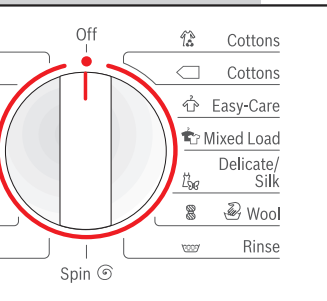 Off
Cottons
Cottons
Easy-Care
Mixed Load
Delicate/
Silk
Wool
Rinse
Spin